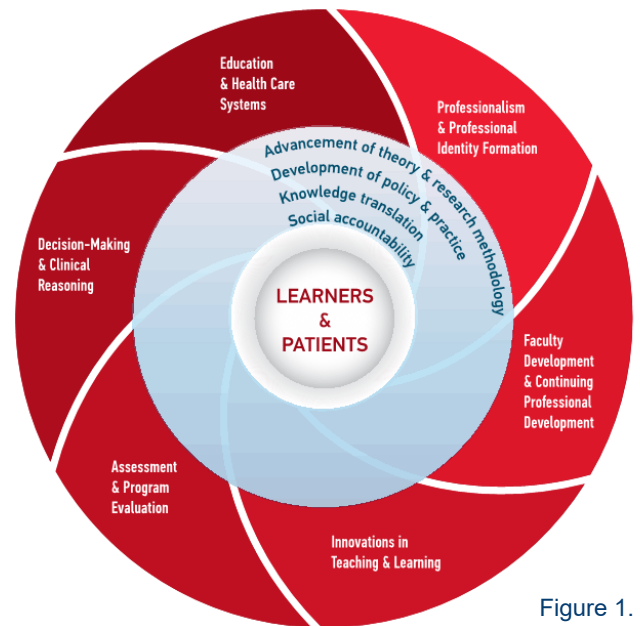 Education
& Health Care
Systems
Professionalism
& Professional
Identity Formation
Advancement of theory & research methodology
Development of policy & practice
Knowledge translation
Social accountability
Decision-Making
& Clinical
Reasoning
LEARNERS
&
PATIENTS
Faculty
Development
& Continuing
Professional
Development
Assessment
& Program
Evaluation
Innovations in
Teaching & Learning
Figure 1.